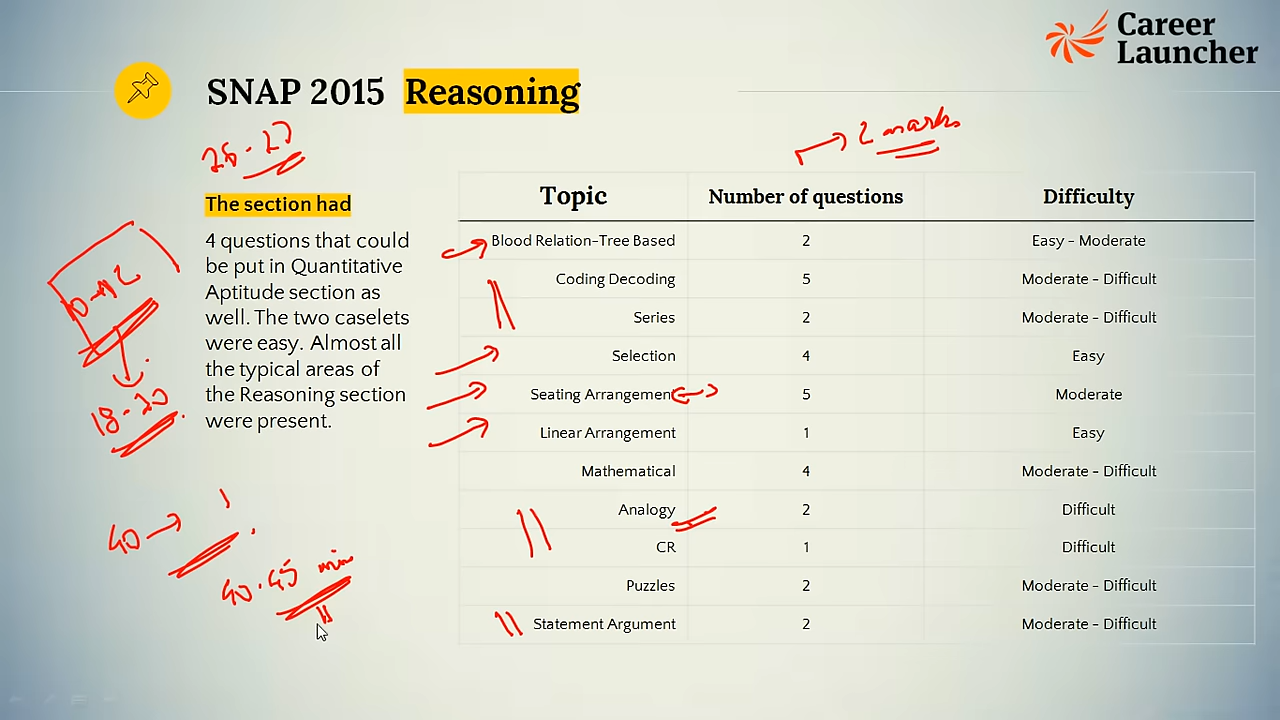 Career
Launcher
SNAP 2015 Reasoning
26-27
2 marks
The section had
4 questions that could
be put in Quantitative
Aptitude section as
well. The two caselets
were easy. Almost all
the typical areas of
the Reasoning section
were present.
18-20
40 →
40-45 min
Topic Number of questions Difficulty
Blood Relation-Tree Based 2 Easy - Moderate
Coding Decoding 5 Moderate - Difficult
Series 2 Moderate - Difficult
Selection 4 Easy
Seating Arrangement 5 Moderate
Linear Arrangement 1 Easy
Mathematical 4 Moderate - Difficult
Analogy 2 Difficult
CR 1 Difficult
Puzzles 2 Moderate - Difficult
Statement Argument 2 Moderate - Difficult